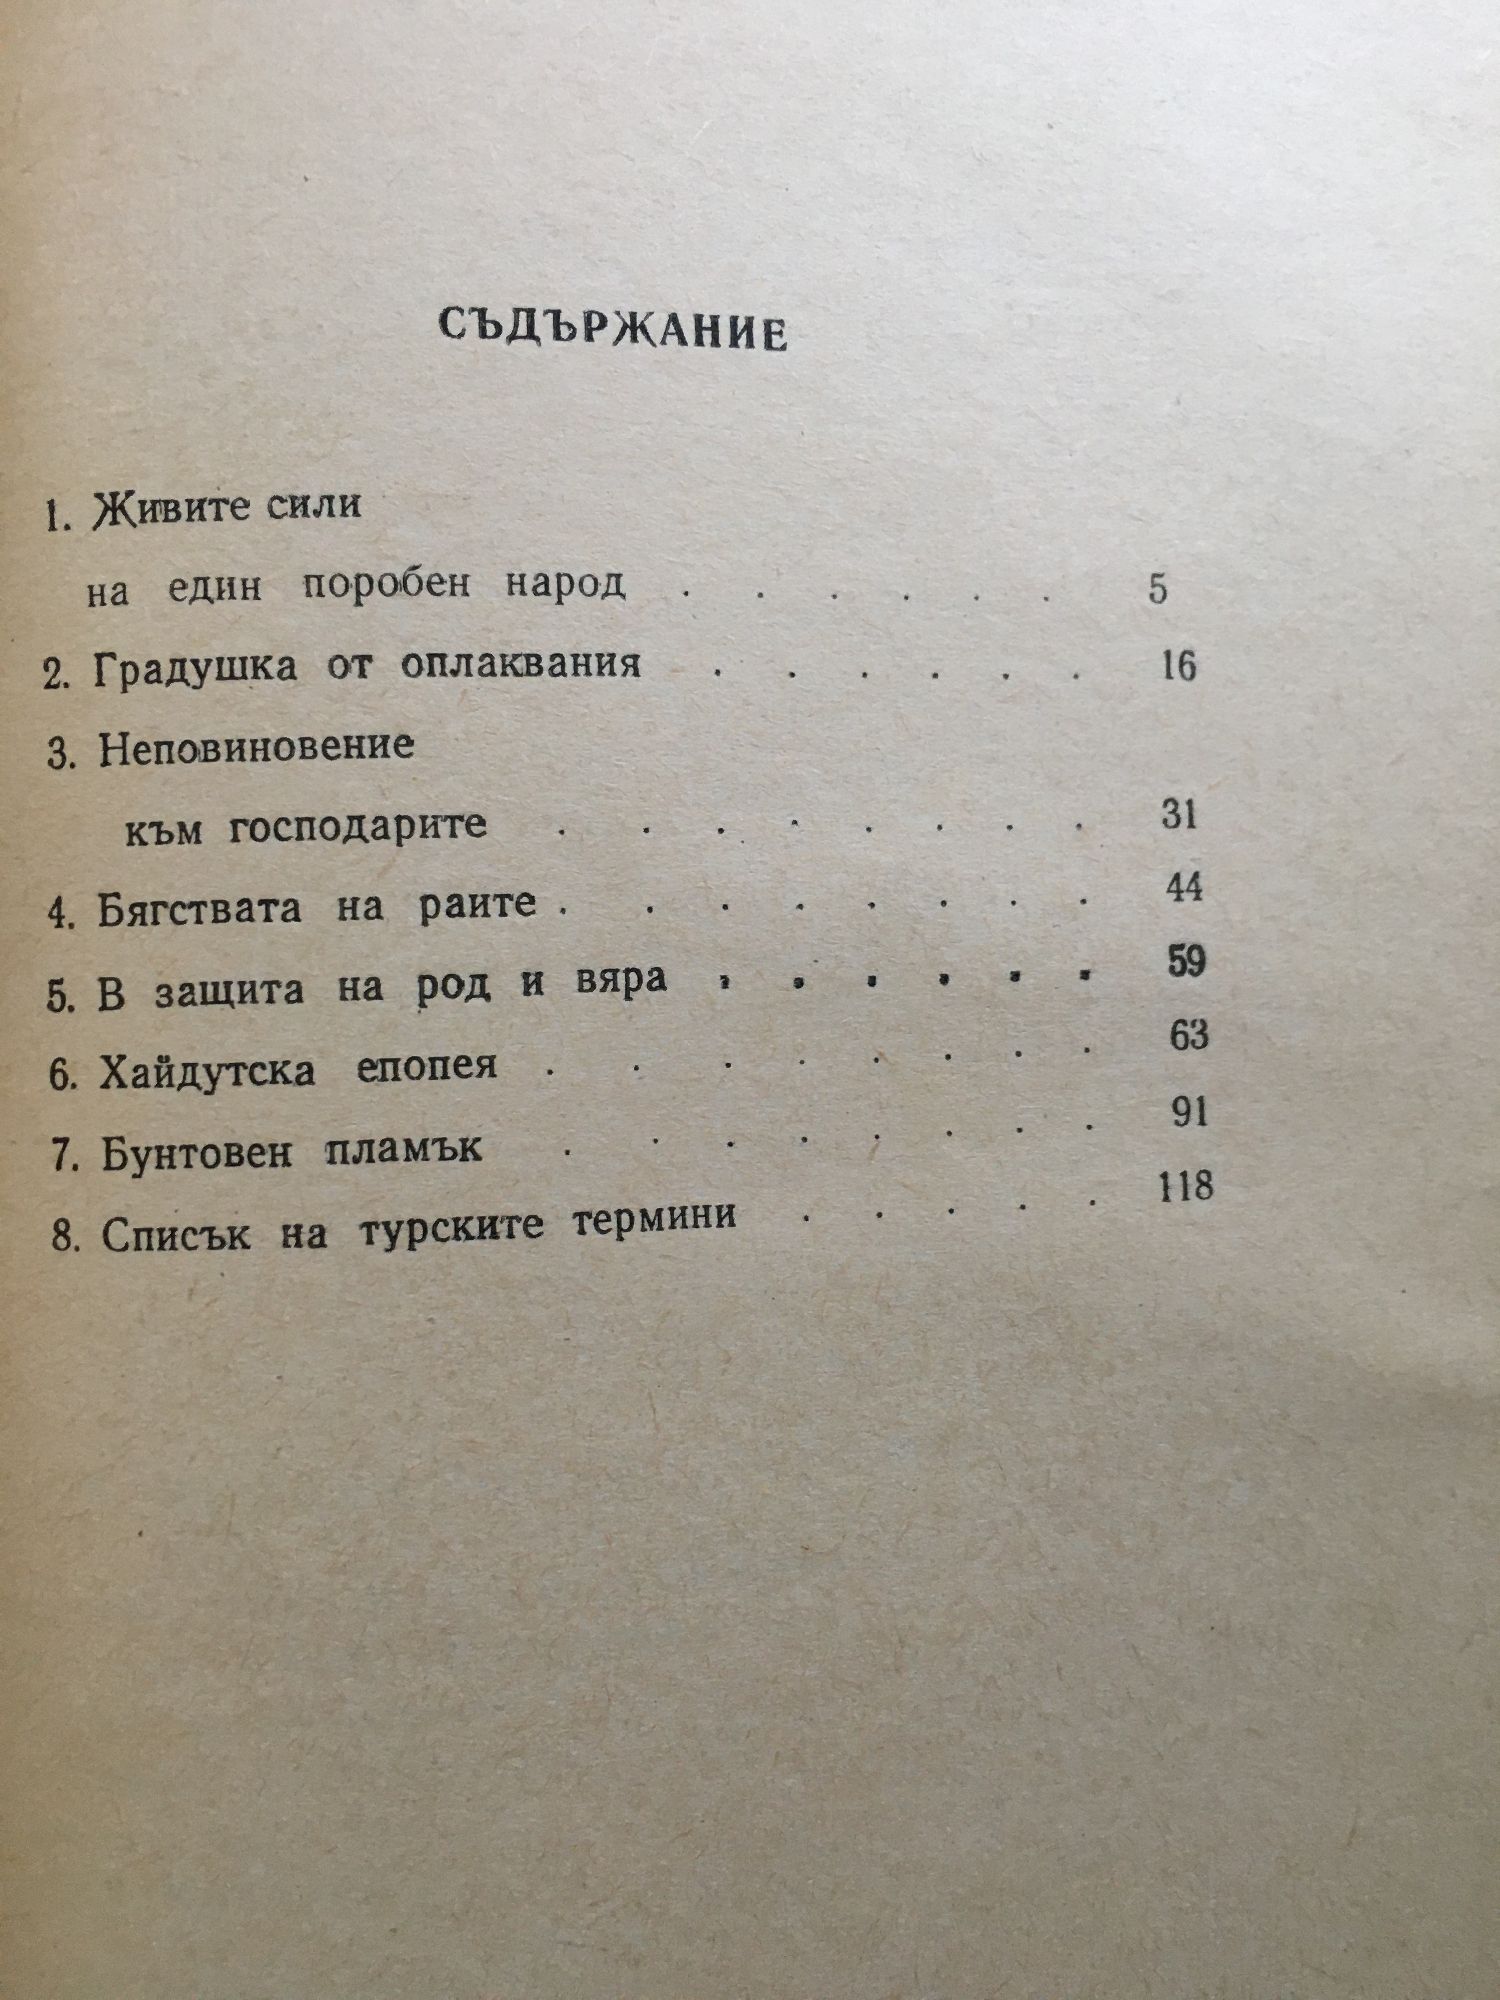 СЪДЪРЖАНИЕ
1. Живите сили
на един поробен народ . . . . . . 5
2. Градушка от оплаквания . . . . . . 16
3. Неповиновение
към господарите . . . . . . . . 31
4. Бягствата на раите . . . . . . . . 44
5. В защита на род и вяра . . . . . . 59
6. Хайдутска епопея . . . . . . . . 63
7. Бунтовен пламък . . . . . . . . 91
8. Списък на турските термини . . . . . 118